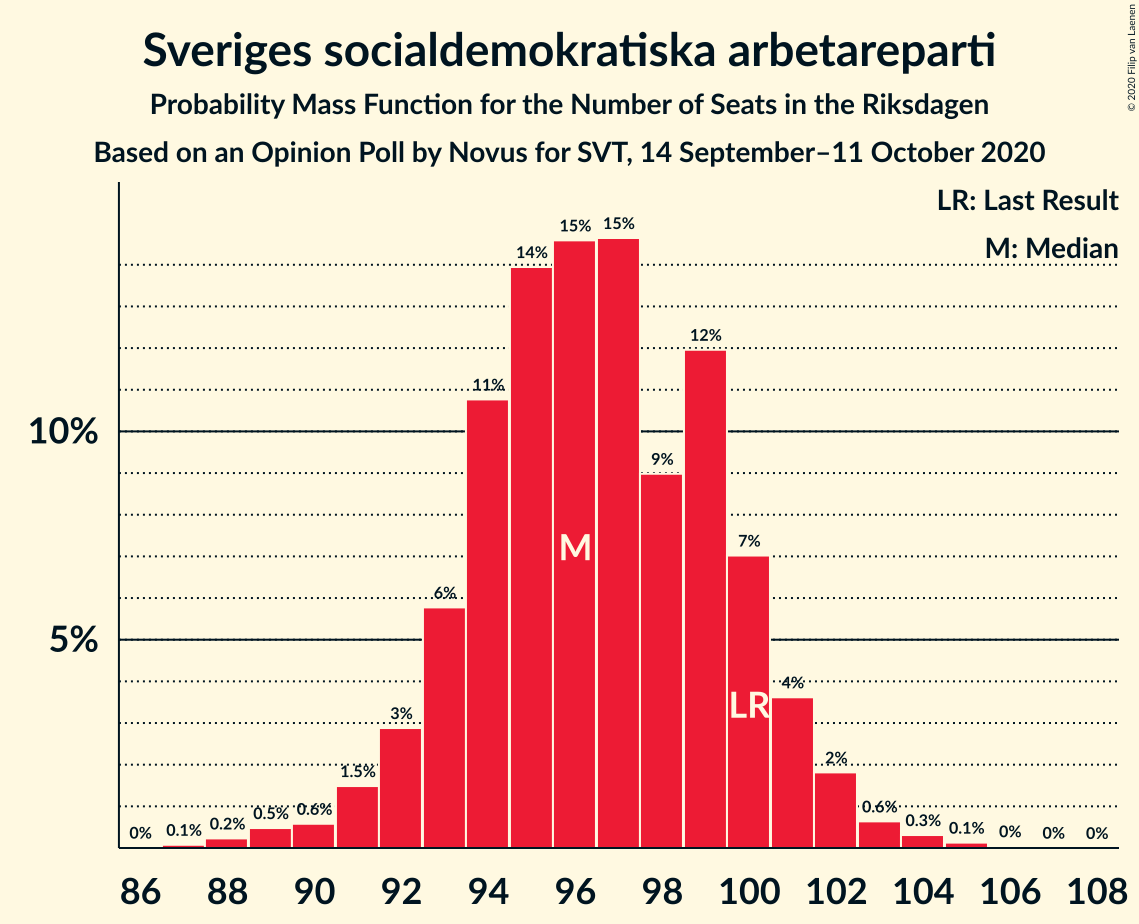 Sveriges socialdemokratiska arbetareparti
Probability Mass Function for the Number of Seats in the Riksdagen
Based on an Opinion Poll by Novus for SVT, 14 September–11 October 2020
© 2020 Filip van Laenen
LR: Last Result
M: Median
10%
5%
0% 0.1% 0.2% 0.5% 0.6% 1.5% 3% 6% 11% 14% 15% 15% 9% 12% 7% 4% 2% 0.6% 0.3% 0.1% 0% 0% 0%
M
LR
86 88 90 92 94 96 98 100 102 104 106 108